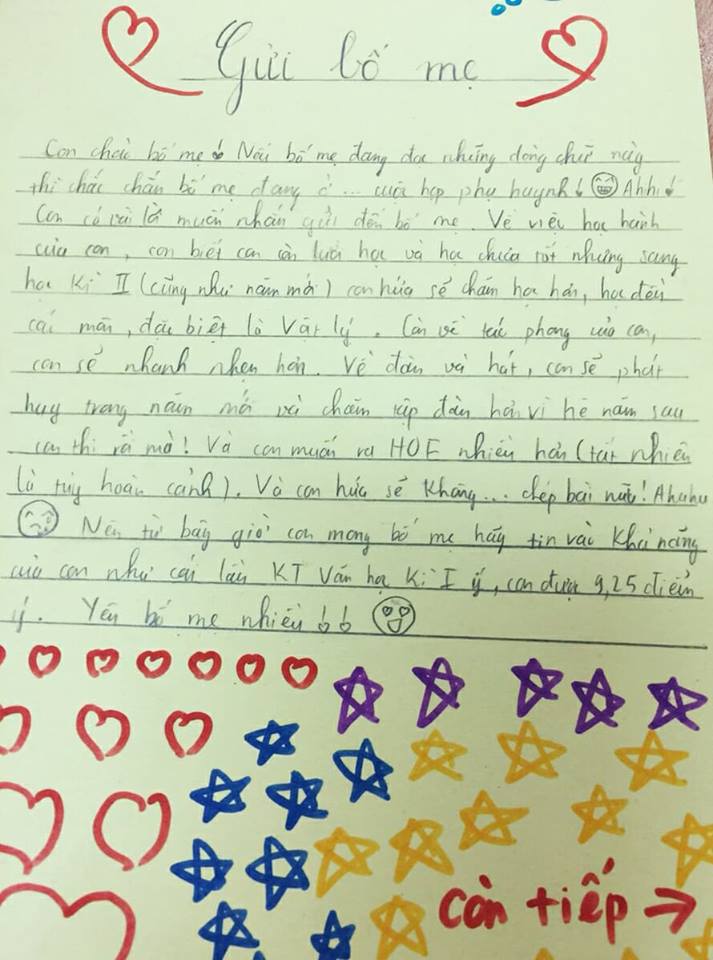 Gửi bố mẹ
Con chào bố mẹ! Nếu bố mẹ đang đọc những dòng chữ này
thì chắc chắn bố mẹ đang ở... cuộc họp phụ huynh! Ahhi!
Con có vài lời muốn nhắn gửi đến bố mẹ. Về việc học hành
của con, con biết con còn lười học và học chưa tốt nhưng sang
học kì II (cũng như năm mới) con hứa sẽ chăm học hơn, học đều
các môn, đặc biệt là Vật lý. Còn về tác phong của con,
con sẽ nhanh nhẹn hơn. Về đàn và hát, con sẽ phát
huy trong năm mới và chăm tập đàn hơn vì hè năm sau
con thi rồi mà! Và con muốn ra HOE nhiều hơn (tất nhiên
là tùy hoàn cảnh). Và con hứa sẽ không... chép bài nữa! Ahuhu
Nên từ bây giờ con mong bố mẹ hãy tin vào khả năng
của con như cái lần KT Văn học kì I ý, con được 9,25 điểm
ý. Yêu bố mẹ nhiều!!
còn tiếp →